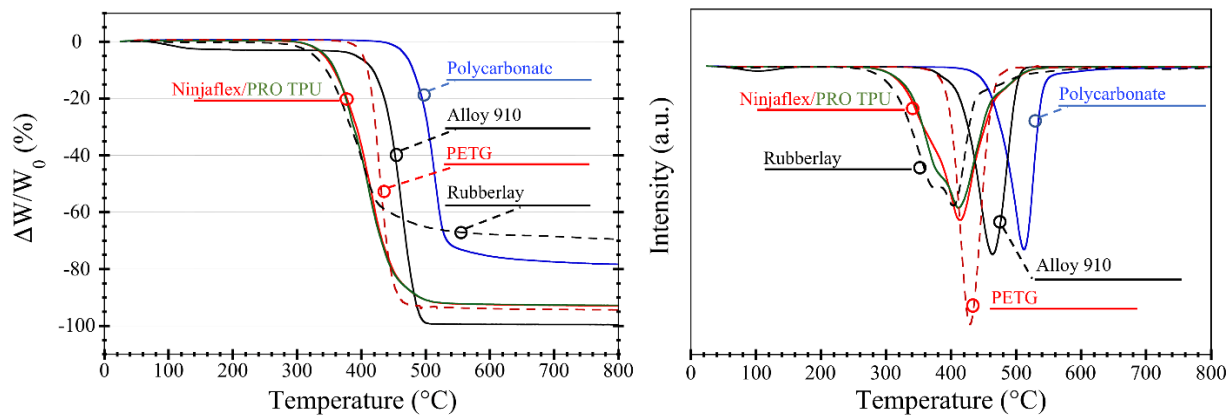 0
-20
-40
-60
-80
-100
ΔW/W0 (%)
Polycarbonate
Ninjaflex/PRO TPU
Alloy 910
PETG
Rubberlay
0 100 200 300 400 500 600 700 800
Temperature (°C)
Intensity (a.u.)
Ninjaflex/PRO TPU
Polycarbonate
Rubberlay
Alloy 910
PETG
0 100 200 300 400 500 600 700 800
Temperature (°C)